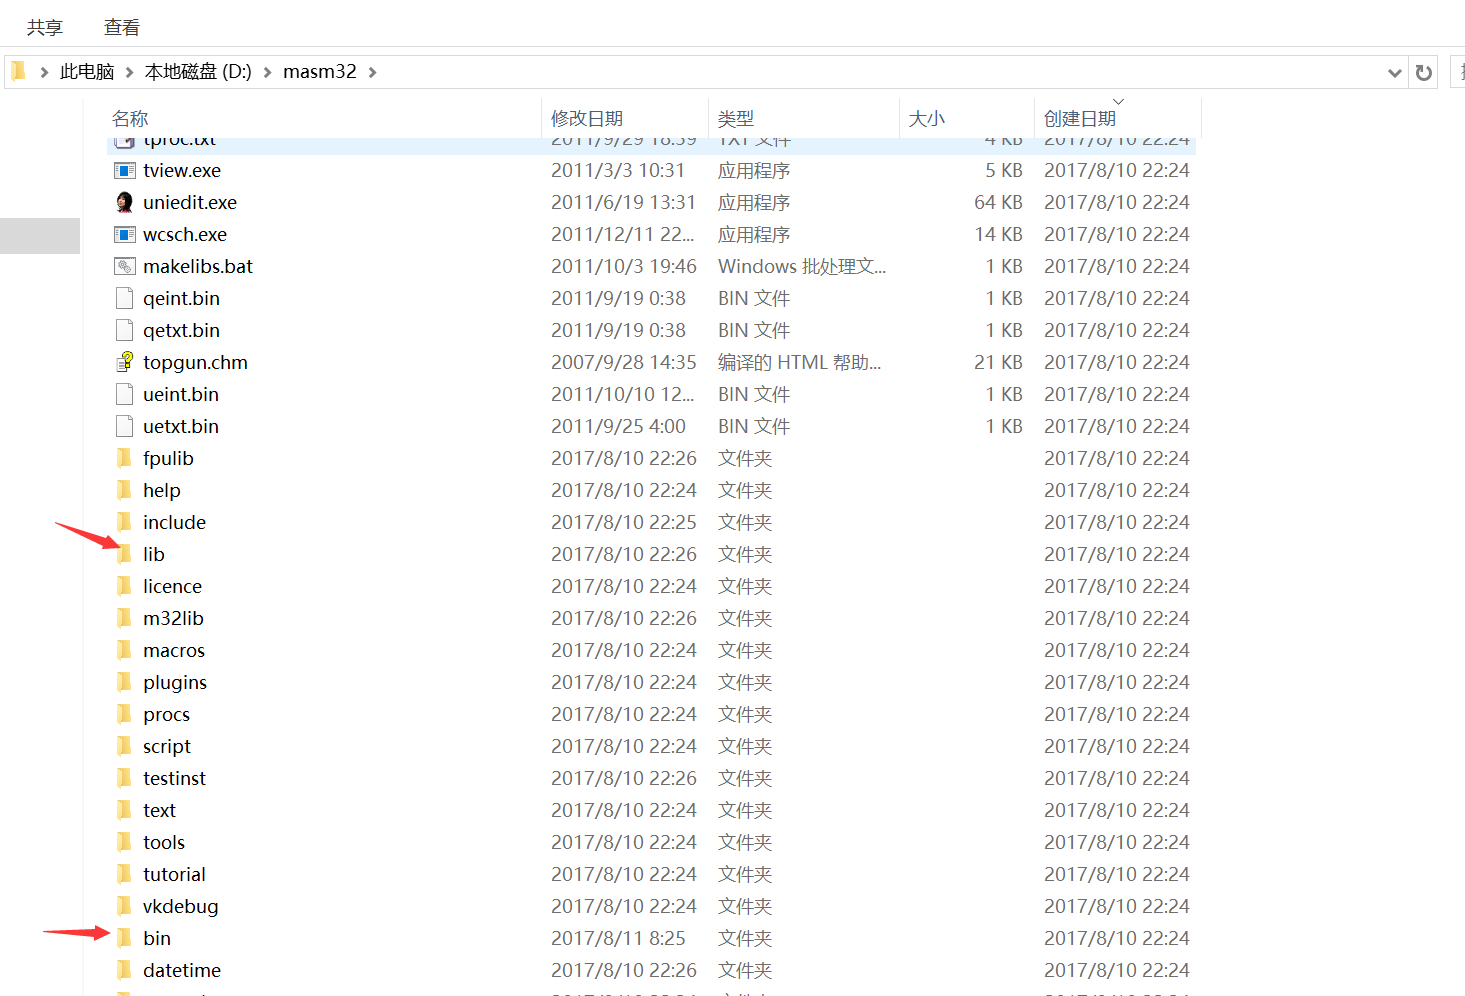 共享 查看
此电脑 本地磁盘 (D:) masm32
名称 修改日期 类型 大小 创建日期
tproc.txt 2011/9/29 18:39 TXT 文件 4 KB 2017/8/10 22:24
tview.exe 2011/3/3 10:31 应用程序 5 KB 2017/8/10 22:24
uniedit.exe 2011/6/19 13:31 应用程序 64 KB 2017/8/10 22:24
wcsch.exe 2011/12/11 22... 应用程序 14 KB 2017/8/10 22:24
makelibs.bat 2011/10/3 19:46 Windows 批处理文... 1 KB 2017/8/10 22:24
qeint.bin 2011/9/19 0:38 BIN 文件 1 KB 2017/8/10 22:24
qetxt.bin 2011/9/19 0:38 BIN 文件 1 KB 2017/8/10 22:24
topgun.chm 2007/9/28 14:35 编译的 HTML 帮助... 21 KB 2017/8/10 22:24
ueint.bin 2011/10/10 12... BIN 文件 1 KB 2017/8/10 22:24
uetxt.bin 2011/9/25 4:00 BIN 文件 1 KB 2017/8/10 22:24
fpulib 2017/8/10 22:26 文件夹 2017/8/10 22:24
help 2017/8/10 22:24 文件夹 2017/8/10 22:24
include 2017/8/10 22:25 文件夹 2017/8/10 22:24
lib 2017/8/10 22:26 文件夹 2017/8/10 22:24
licence 2017/8/10 22:24 文件夹 2017/8/10 22:24
m32lib 2017/8/10 22:26 文件夹 2017/8/10 22:24
macros 2017/8/10 22:24 文件夹 2017/8/10 22:24
plugins 2017/8/10 22:24 文件夹 2017/8/10 22:24
procs 2017/8/10 22:24 文件夹 2017/8/10 22:24
script 2017/8/10 22:24 文件夹 2017/8/10 22:24
testinst 2017/8/10 22:26 文件夹 2017/8/10 22:24
text 2017/8/10 22:24 文件夹 2017/8/10 22:24
tools 2017/8/10 22:24 文件夹 2017/8/10 22:24
tutorial 2017/8/10 22:24 文件夹 2017/8/10 22:24
vkdebug 2017/8/10 22:24 文件夹 2017/8/10 22:24
bin 2017/8/11 8:25 文件夹 2017/8/10 22:24
datetime 2017/8/10 22:26 文件夹 2017/8/10 22:24